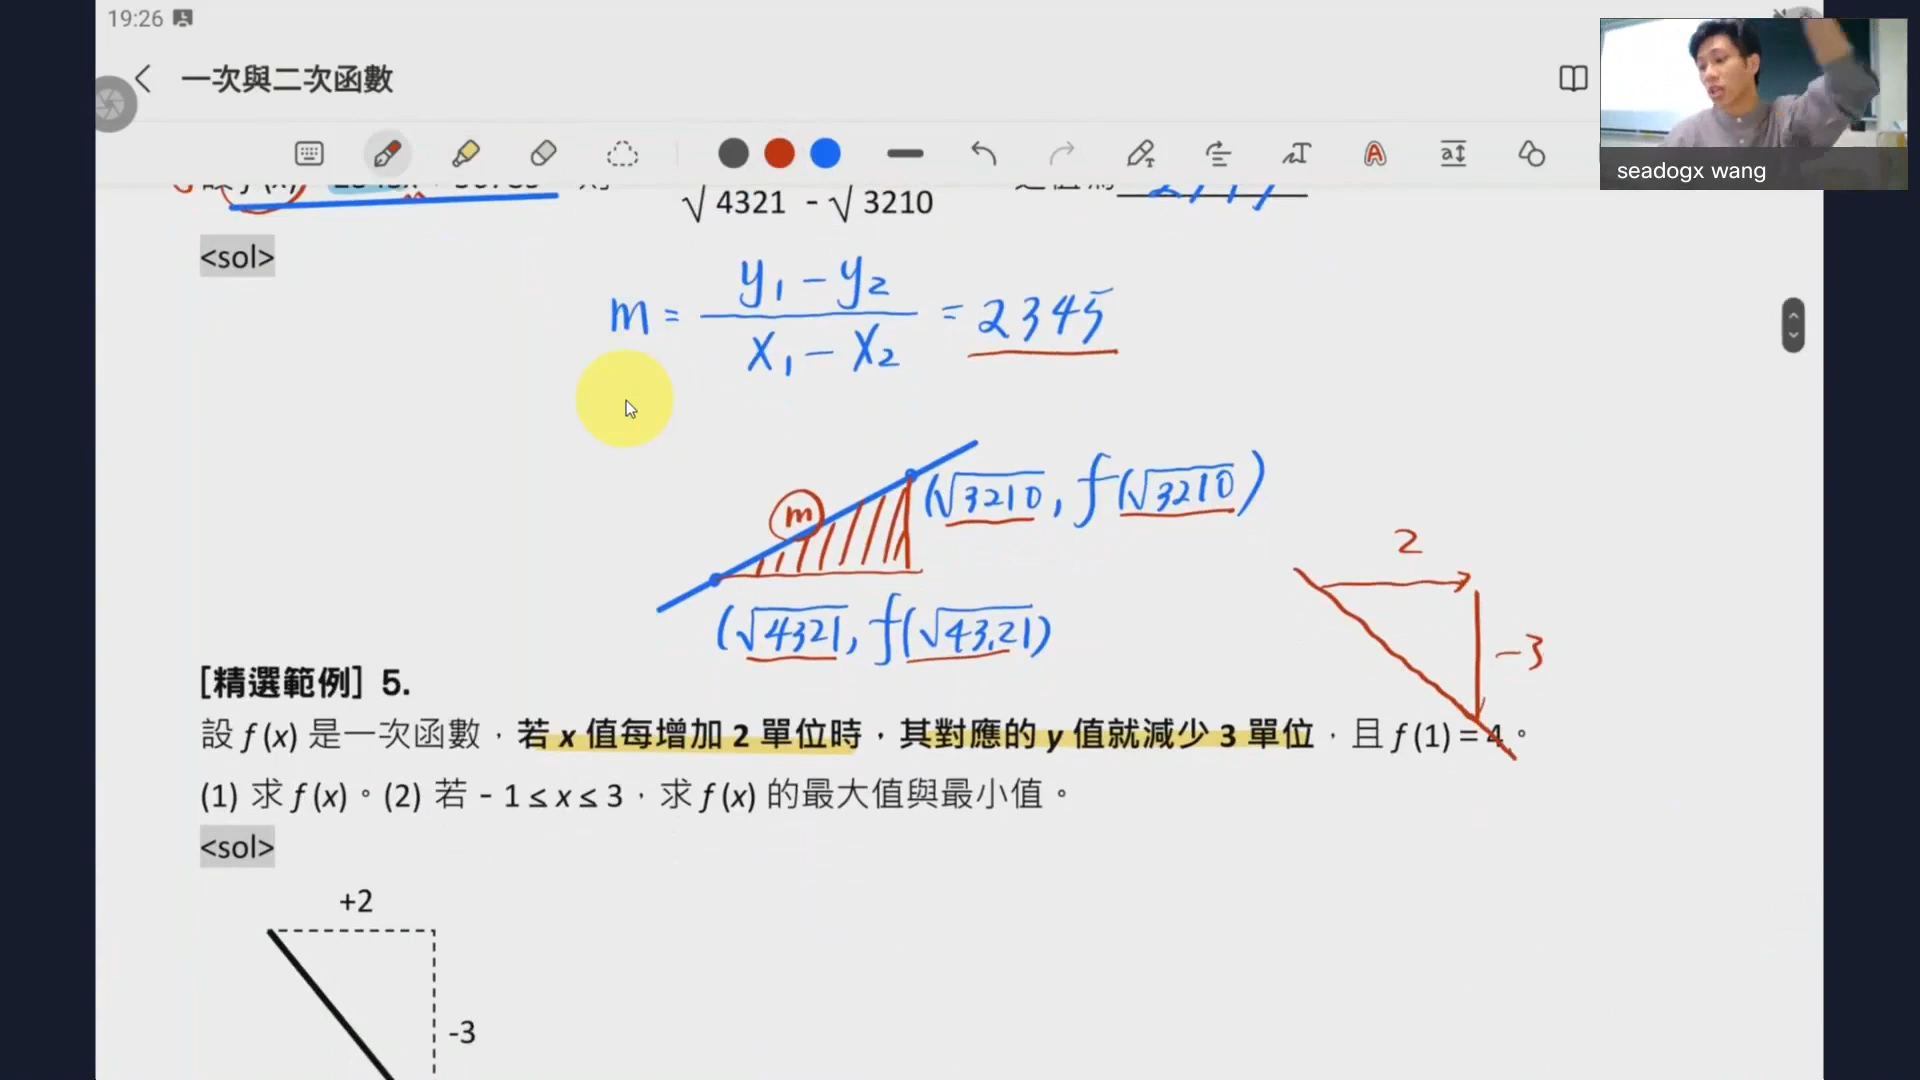 19:26
一次與二次函數
seadogx wang
√4321 - √3210
<sol>
m = y₁ - y₂ / x₁ - x₂ = 2345
m
(√3210, f(√3210)
(√4321, f(√4321)
2
-3
[精選範例] 5.
設 f (x) 是一次函數，若 x 值每增加 2 單位時，其對應的 y 值就減少 3 單位，且 f (1) = 4。
(1) 求 f (x)。(2) 若 - 1 ≤ x ≤ 3，求 f (x) 的最大值與最小值。
<sol>
+2
-3